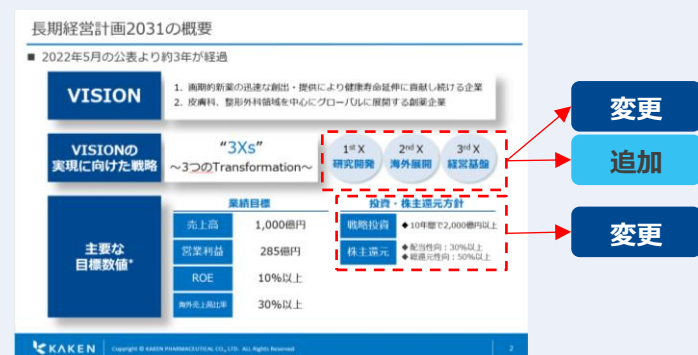 長期経営計画2031の概要
■ 2022年5月の公表より約3年が経過
VISION
1. 画期的新薬の迅速な創出・提供により健康寿命延伸に貢献し続ける企業
2. 皮膚科、整形外科領域を中心にグローバルに展開する創薬企業
VISIONの
実現に向けた戦略
“3Xs”
～3つのTransformation～
1st X
研究開発
2nd X
海外展開
3rd X
経営基盤
変更
追加
主要な
目標数値*
業績目標
売上高 1,000億円
営業利益 285億円
ROE 10%以上
海外売上高比率 30%以上
投資・株主還元方針
戦略投資 ◆10年間で2,000億円以上
株主還元 ◆配当性向：30%以上
◆総還元性向：50%以上
変更
KAKEN
Copyright © KAKEN PHARMACEUTICAL CO., LTD. ALL Rights Reserved
2